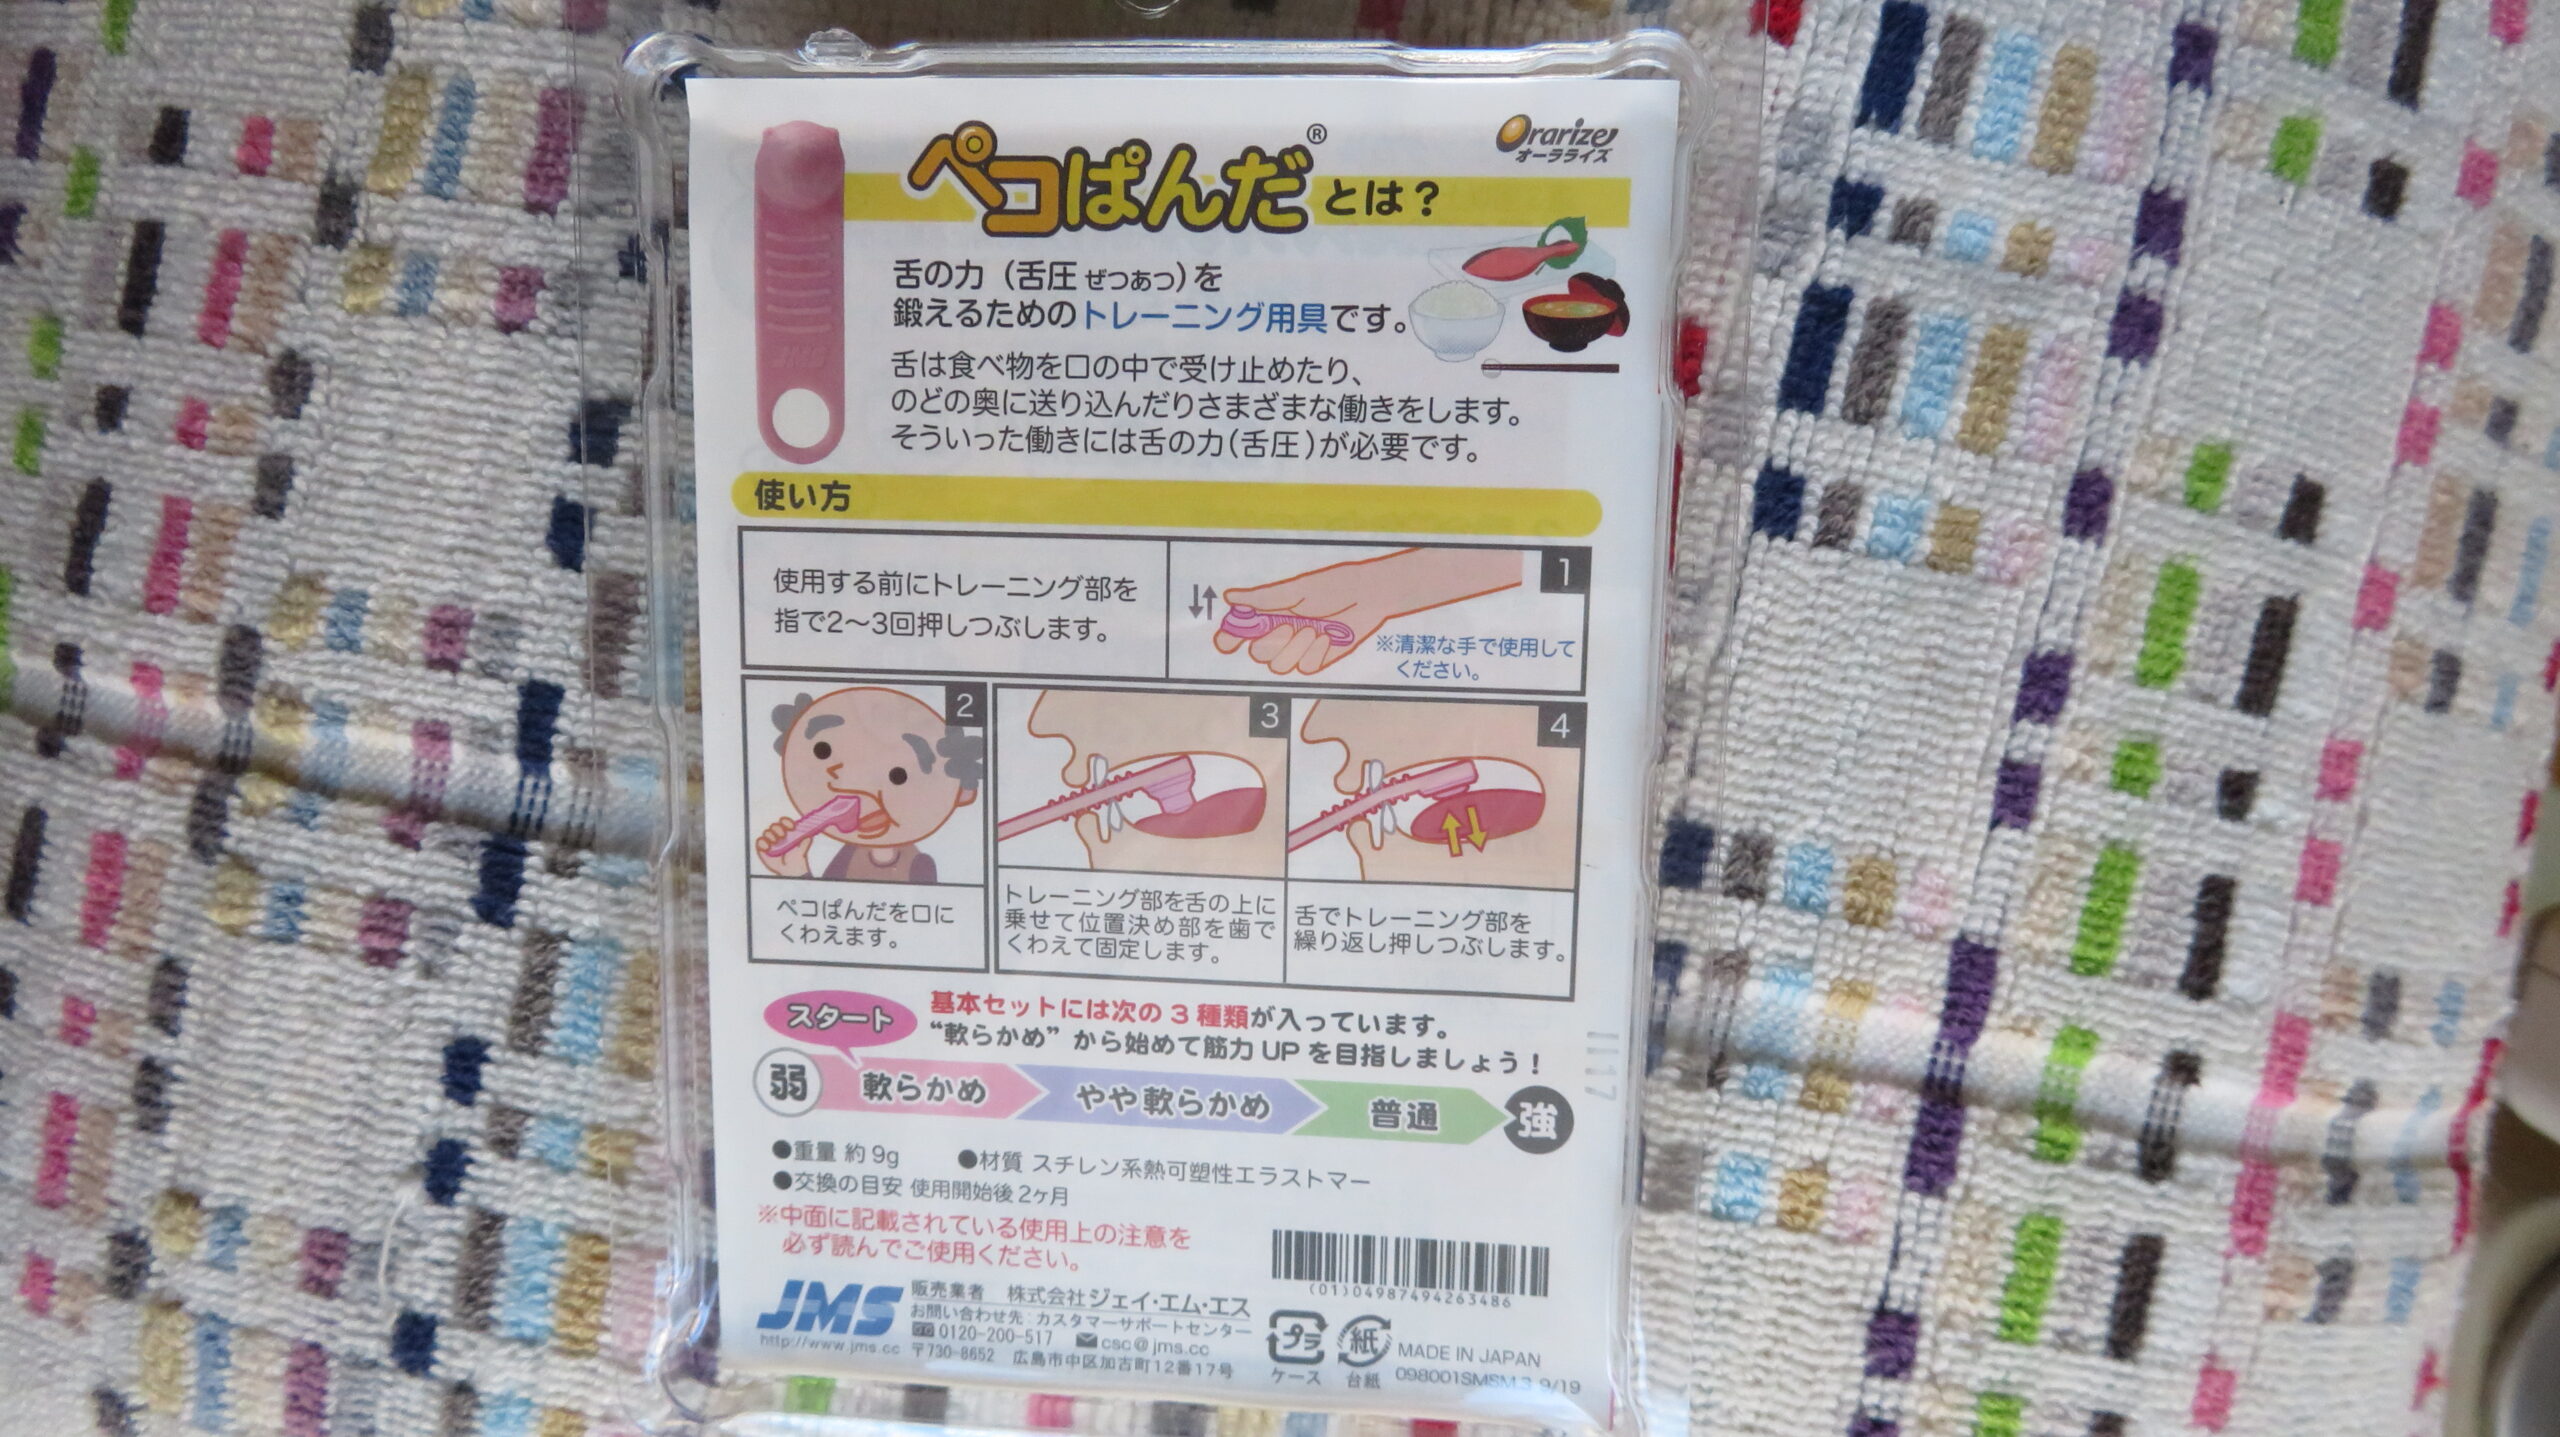 Orarize
オーラライズ
ペコぱんだ®とは?
舌の力(舌圧 ぜつあつ)を
鍛えるためのトレーニング用具です。
舌は食べ物を口の中で受け止めたり、
のどの奥に送り込んだりさまざまな働きをします。
そういった働きには舌の力(舌圧)が必要です。
使い方
使用する前にトレーニング部を
指で2〜3回押しつぶします。
1
※清潔な手で使用して
ください。
2
ペコぱんだを口に
くわえます。
3
トレーニング部を舌の上に
乗せて位置決め部を歯で
くわえて固定します。
4
舌でトレーニング部を
繰り返し押しつぶします。
スタート
基本セットには次の3種類が入っています。
“軟らかめ”から始めて筋力UPを目指しましょう!
弱 軟らかめ やや軟らかめ 普通 強
●重量 約9g ●材質 スチレン系熱可塑性エラストマー
●交換の目安 使用開始後2ヶ月
※中面に記載されている使用上の注意を
必ず読んでご使用ください。
(01)04987494263486
JMS
http://www.jms.cc
販売業者 株式会社ジェイ・エム・エス
お問い合わせ先:カスタマーサポートセンター
0120-200-517 csc@jms.cc
〒730-8652 広島市中区加古町12番17号
プラ
ケース
紙
台紙
MADE IN JAPAN
098001SMSM3 9/19